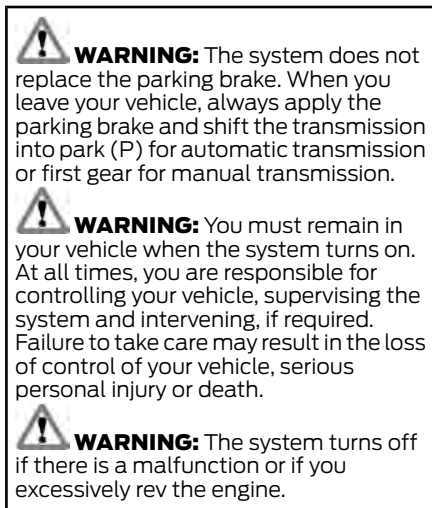 WARNING: The system does not
replace the parking brake. When you
leave your vehicle, always apply the
parking brake and shift the transmission
into park (P) for automatic transmission
or first gear for manual transmission.
WARNING: You must remain in
your vehicle when the system turns on.
At all times, you are responsible for
controlling your vehicle, supervising the
system and intervening, if required.
Failure to take care may result in the loss
of control of your vehicle, serious
personal injury or death.
WARNING: The system turns off
if there is a malfunction or if you
excessively rev the engine.